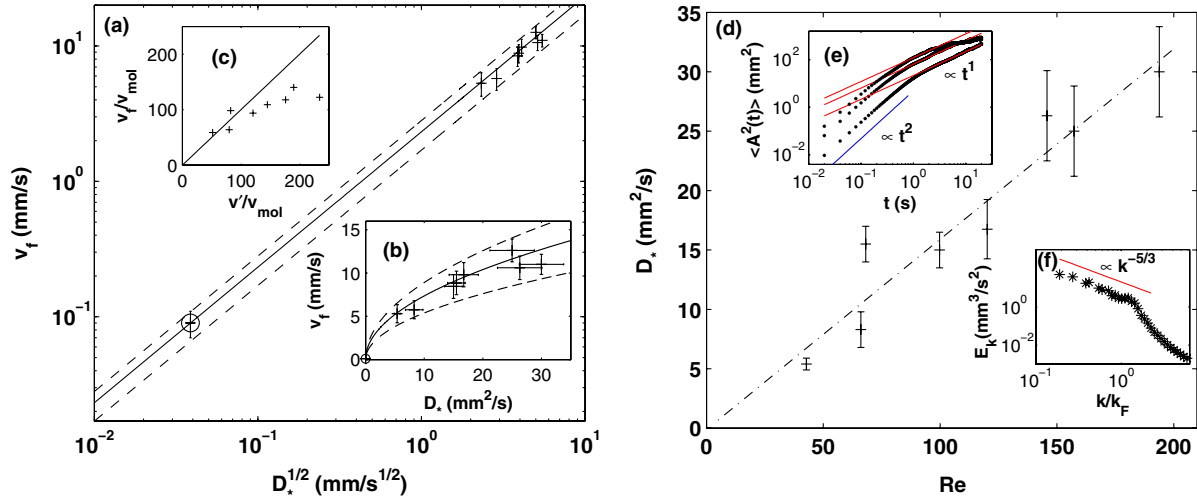 (a)
10^1
10^0
10^-1
v_f (mm/s)
10^-2
10^-1
10^0
10^1
D_*^1/2 (mm/s^1/2)
(c)
200
100
0
v_f/v_mol
0
100
200
v'/v_mol
(b)
15
10
5
0
v_f (mm/s)
0
10
20
30
D_* (mm^2/s)
(d)
35
30
25
20
15
10
5
0
D_* (mm^2/s)
0
50
100
150
200
Re
(e)
10^2
10^0
10^-2
<A^2(t)> (mm^2)
∝ t^1
∝ t^2
10^-2
10^-1
10^0
10^1
t (s)
(f)
∝ k^-5/3
10^0
10^-2
E_k(mm^3/s^2)
10^-1
10^0
k/k_F